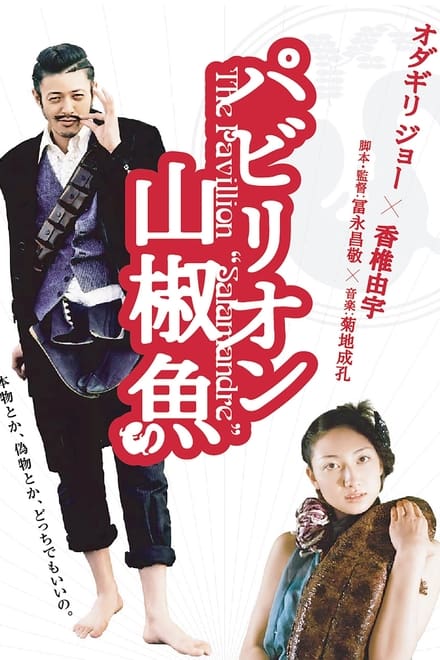 オダギリ ジョー × 香椎由宇
脚本・監督:冨永昌敬 × 音楽:菊地成孔
パビリオン
The Pavillion "Salamandre"
山椒魚
本物とか、偽物とか、どっちでもいいの。